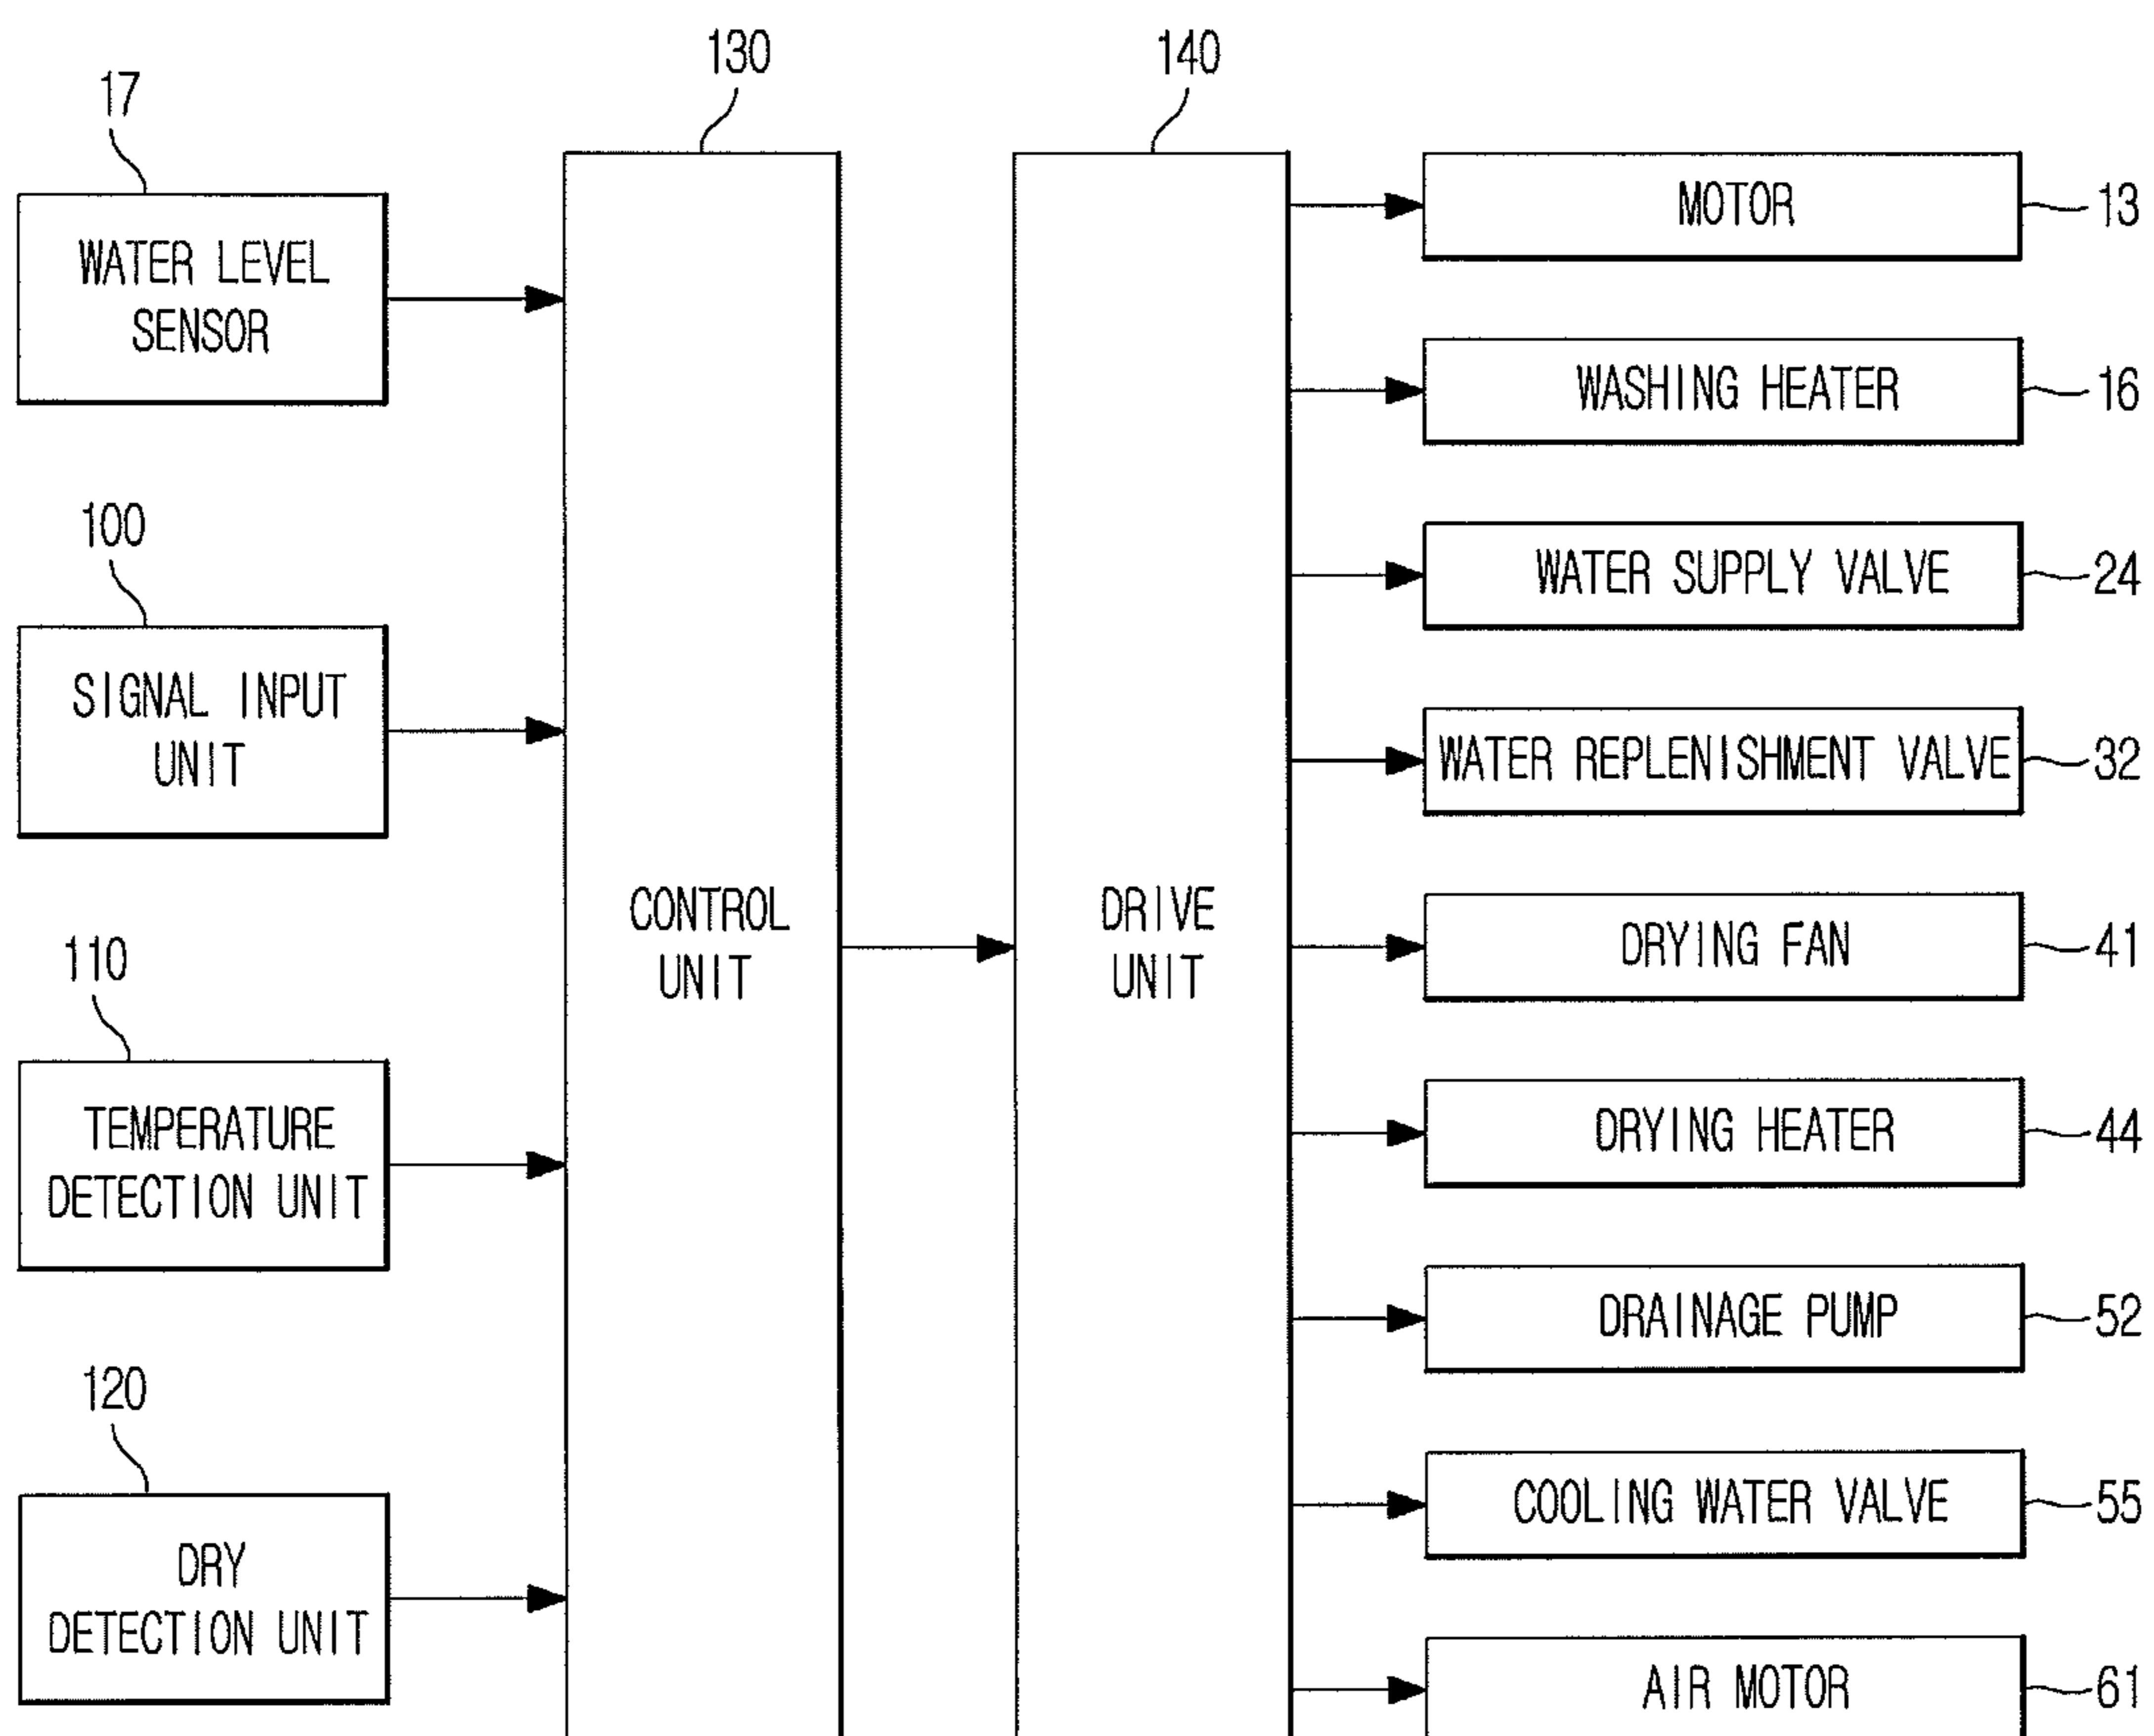 17
WATER LEVEL
SENSOR
100
SIGNAL INPUT
UNIT
110
TEMPERATURE
DETECTION UNIT
120
DRY
DETECTION UNIT
130
CONTROL
UNIT
140
DRIVE
UNIT
MOTOR
13
WASHING HEATER
16
WATER SUPPLY VALVE
24
WATER REPLENISHMENT VALVE
32
DRYING FAN
41
DRYING HEATER
44
DRAINAGE PUMP
52
COOLING WATER VALVE
55
AIR MOTOR
61